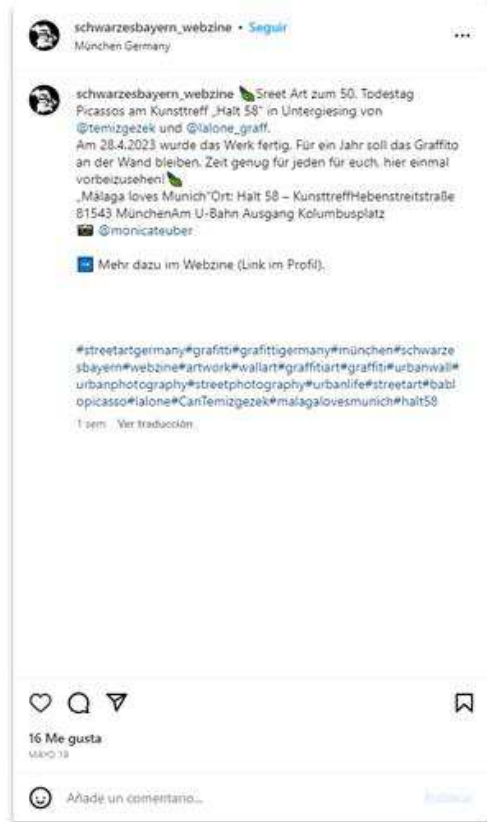 schwarzesbayern_webzine • Seguir
München Germany
schwarzesbayern_webzine Sreet Art zum 50. Todestag
Picassos am Kunsttreff „Halt 58" in Untergiesing von
@temizgezek und @lalone_graff.
Am 28.4.2023 wurde das Werk fertig. Für ein Jahr soll das Graffito
an der Wand bleiben. Zeit genug für jeden für euch, hier einmal
vorbeizusehen!
„Málaga loves Munich"Ort: Halt 58 – KunsttreffHebenstreitstraße
81543 MünchenAm U-Bahn Ausgang Kolumbusplatz
@monicateuber
Mehr dazu im Webzine (Link im Profil).
#streetartgermany#grafitti#grafittigermany#münchen#schwarze
sbayern#webzine#artwork#wallart#graffitiart#graffiti#urbanwall#
urbanphotography#streetphotography#urbanlife#streetart#babl
opicasso#lalone#CanTemizgezek#malagalovesmunich#halt58
1 sem Ver traducción
16 Me gusta
MAYO 18
Añade un comentario...
Publicar